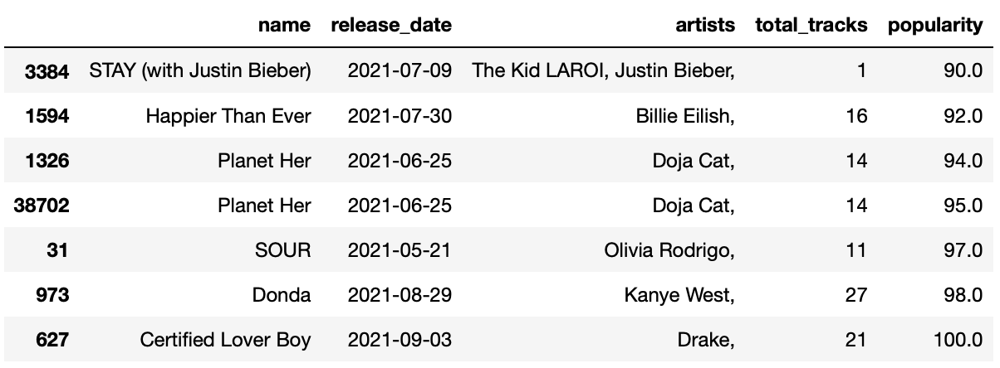 name release_date artists total_tracks popularity
3384 STAY (with Justin Bieber) 2021-07-09 The Kid LAROI, Justin Bieber, 1 90.0
1594 Happier Than Ever 2021-07-30 Billie Eilish, 16 92.0
1326 Planet Her 2021-06-25 Doja Cat, 14 94.0
38702 Planet Her 2021-06-25 Doja Cat, 14 95.0
31 SOUR 2021-05-21 Olivia Rodrigo, 11 97.0
973 Donda 2021-08-29 Kanye West, 27 98.0
627 Certified Lover Boy 2021-09-03 Drake, 21 100.0